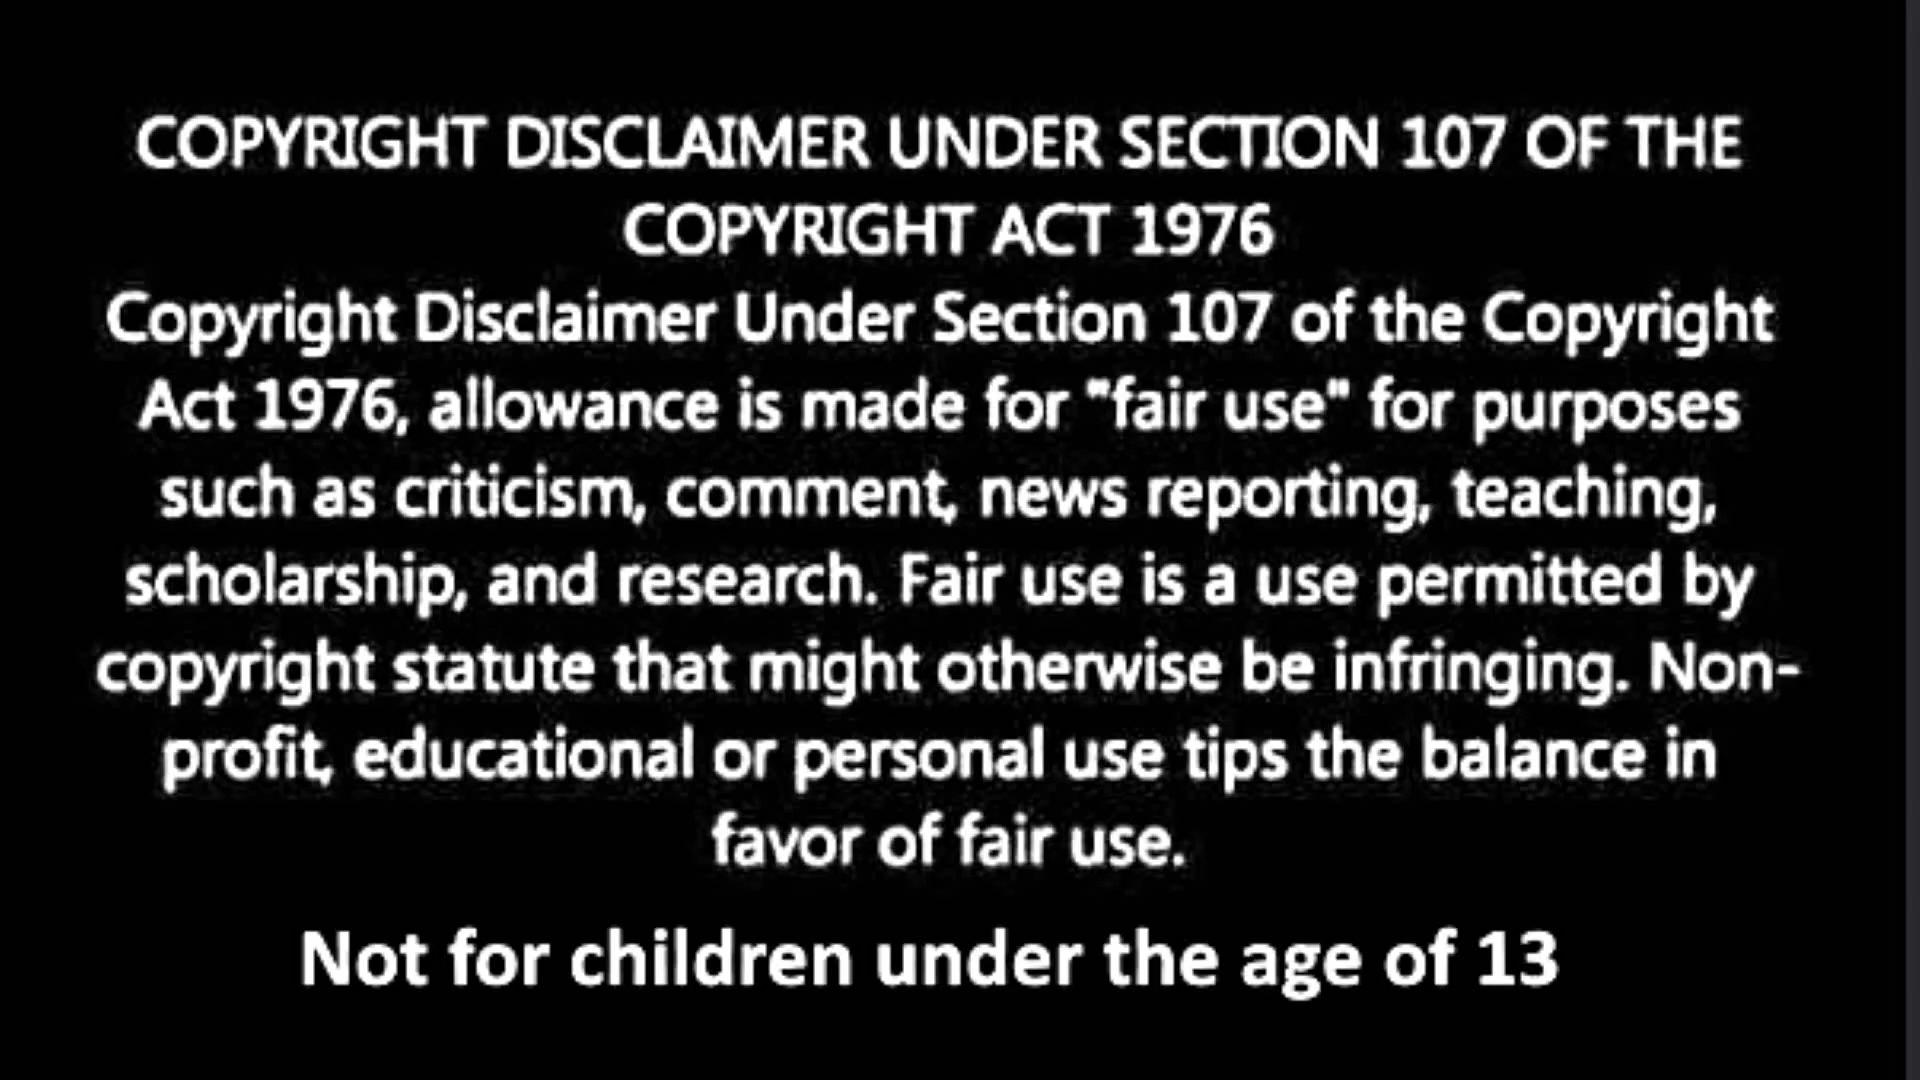 COPYRIGHT DISCLAIMER UNDER SECTION 107 OF THE
COPYRIGHT ACT 1976
Copyright Disclaimer Under Section 107 of the Copyright
Act 1976, allowance is made for "fair use" for purposes
such as criticism, comment, news reporting, teaching,
scholarship, and research. Fair use is a use permitted by
copyright statute that might otherwise be infringing. Non-
profit, educational or personal use tips the balance in
favor of fair use.
Not for children under the age of 13